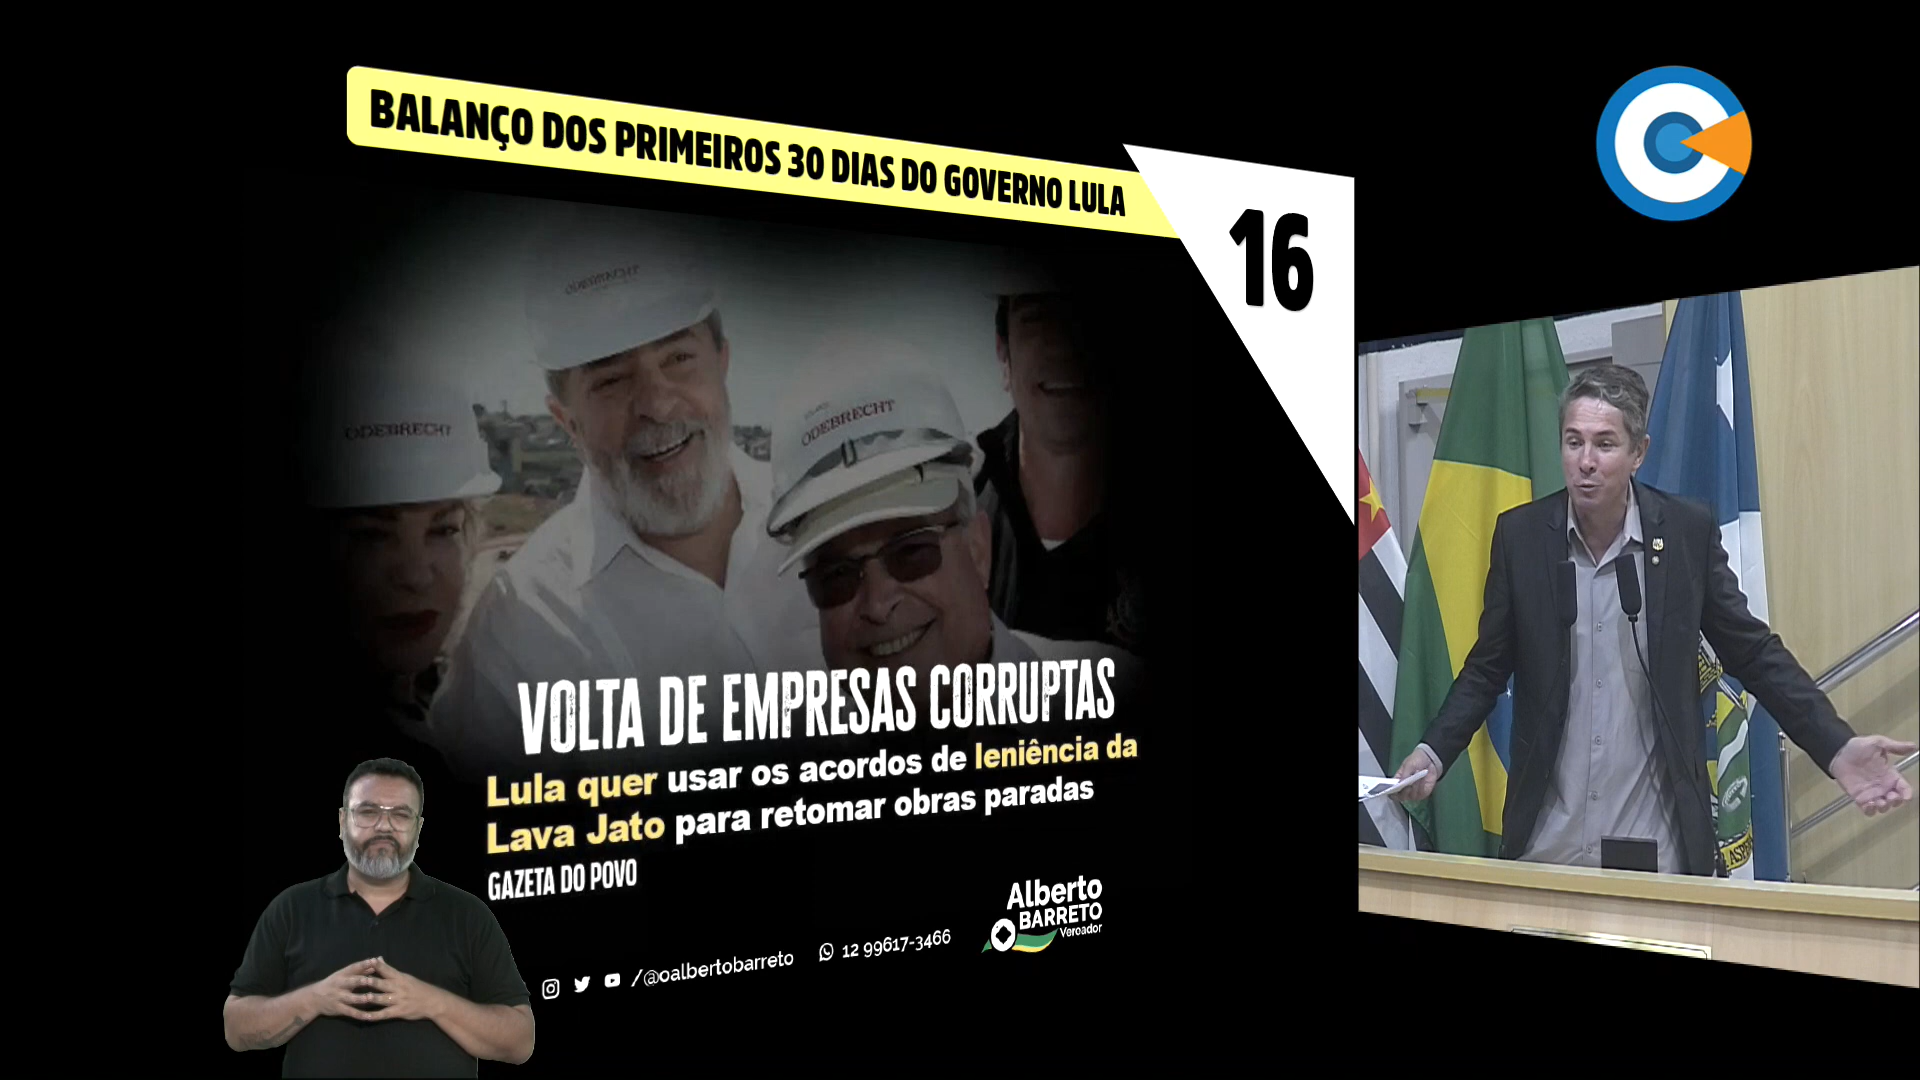 BALANÇO DOS PRIMEIROS 30 DIAS DO GOVERNO LULA
16
ODEBRECHT
ODEBRECHT
ODEBRECHT
VOLTA DE EMPRESAS CORRUPTAS
Lula quer usar os acordos de leniência da
Lava Jato para retomar obras paradas
GAZETA DO POVO
Alberto
BARRETO
Vereador
/@oalbertobarreto 12 99617-3466